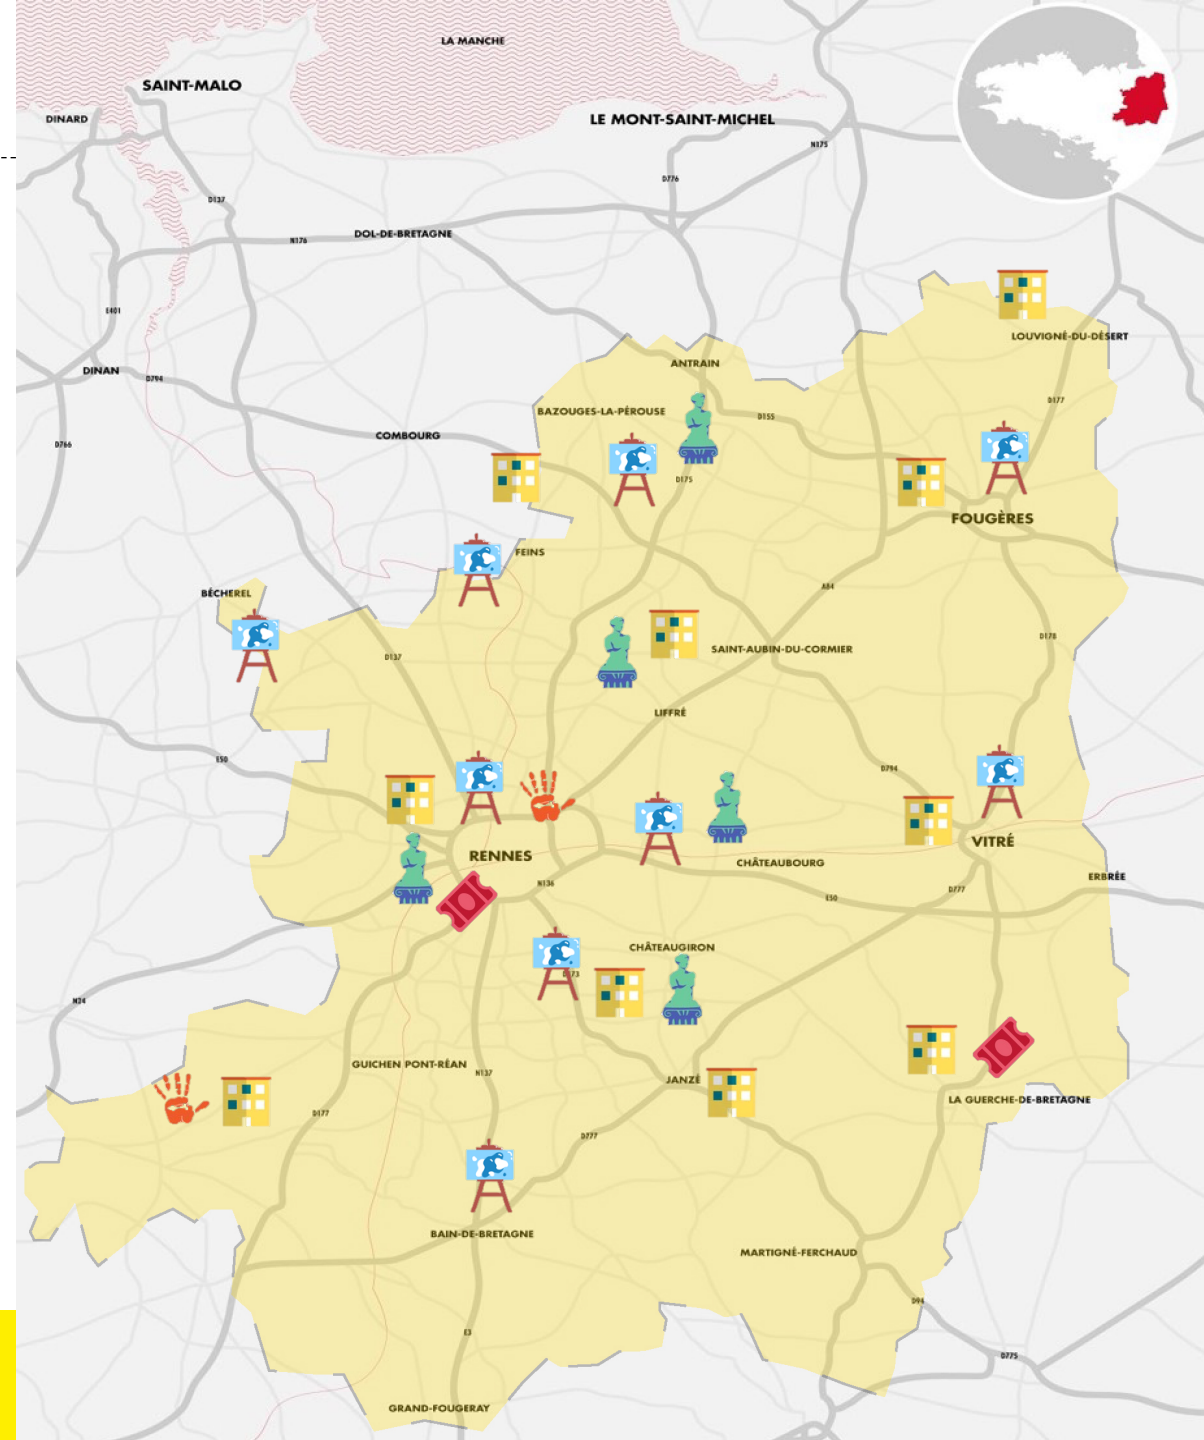 LA MANCHE
SAINT-MALO
DINARD
LE MONT-SAINT-MICHEL
N175
D776
D137
DOL-DE-BRETAGNE
N176
E401
LOUVIGNÉ-DU-DÉSERT
ANTRAIN
DINAN
D794
D177
BAZOUGES-LA-PÉROUSE
D155
COMBOURG
D766
D175
FOUGÈRES
FEINS
A84
BÉCHEREL
D178
SAINT-AUBIN-DU-CORMIER
D137
LIFFRÉ
E50
D794
VITRÉ
RENNES
CHÂTEAUBOURG
ERBRÉE
N136
D777
E50
CHÂTEAUGIRON
D173
N24
GUICHEN PONT-RÉAN
N137
JANZÉ
LA GUERCHE-DE-BRETAGNE
D177
D777
BAIN-DE-BRETAGNE
MARTIGNÉ-FERCHAUD
D94
E3
D775
GRAND-FOUGERAY